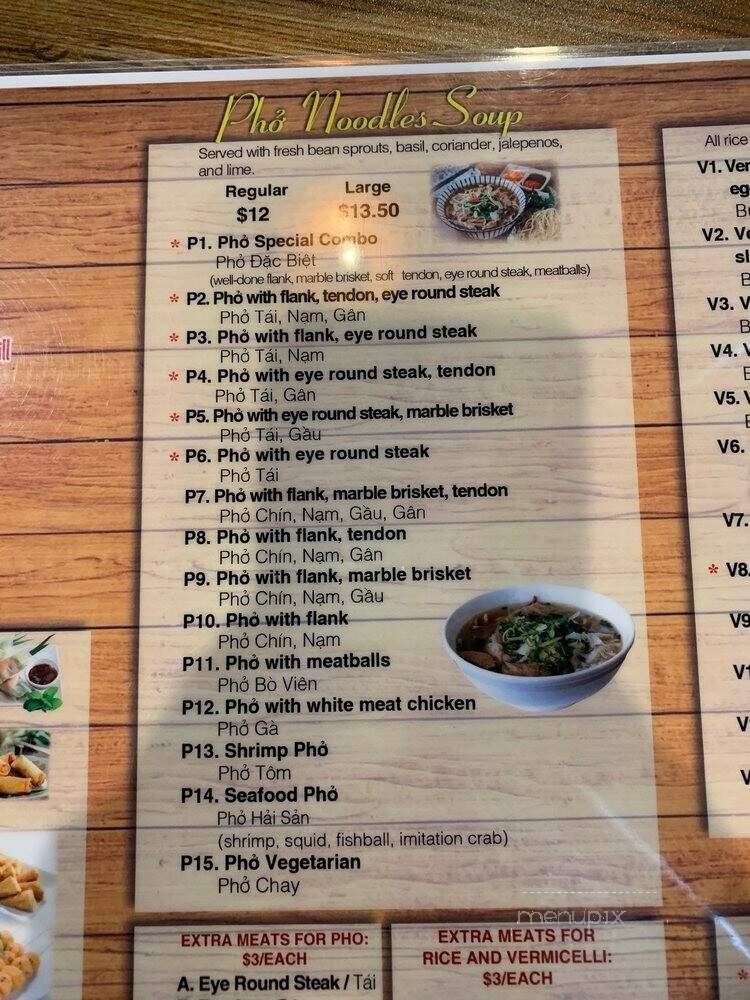 Phở Noodles Soup
Served with fresh bean sprouts, basil, coriander, jalepenos,
and lime.
Regular Large
$12 $13.50
* P1. Phở Special Combo
Phở Đặc Biệt
(well-done flank, marble brisket, soft tendon, eye round steak, meatballs)
* P2. Phở with flank, tendon, eye round steak
Phở Tái, Nạm, Gân
* P3. Phở with flank, eye round steak
Phở Tái, Nạm
* P4. Phở with eye round steak, tendon
Phở Tái, Gân
* P5. Phở with eye round steak, marble brisket
Phở Tái, Gầu
* P6. Phở with eye round steak
Phở Tái
P7. Phở with flank, marble brisket, tendon
Phở Chín, Nạm, Gầu, Gân
P8. Phở with flank, tendon
Phở Chín, Nạm, Gân
P9. Phở with flank, marble brisket
Phở Chín, Nạm, Gầu
P10. Phở with flank
Phở Chín, Nạm
P11. Phở with meatballs
Phở Bò Viên
P12. Phở with white meat chicken
Phở Gà
P13. Shrimp Phở
Phở Tôm
P14. Seafood Phở
Phở Hải Sản
(shrimp, squid, fishball, imitation crab)
P15. Phở Vegetarian
Phở Chay
EXTRA MEATS FOR PHO:
$3/EACH
A. Eye Round Steak / Tái
EXTRA MEATS FOR
RICE AND VERMICELLI:
$3/EACH
All rice
V1. Ver
eg
V2. Ve
sl
V3. V
V4. V
V5. V
V6.
V7.
* V8.
V9
menupix